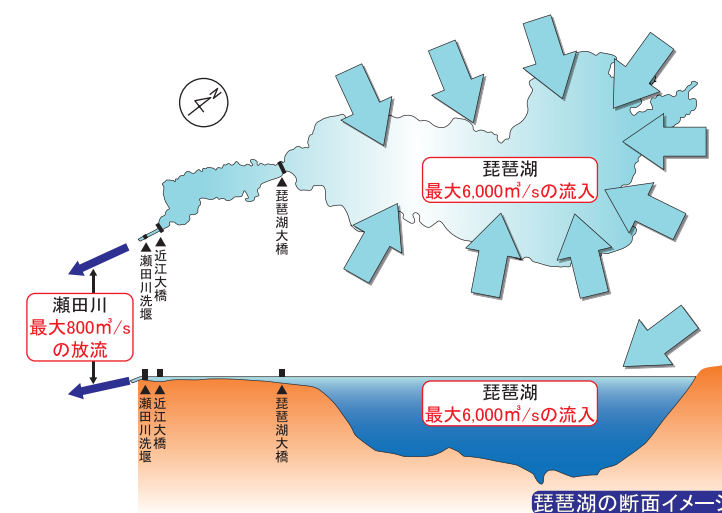 N
琵琶湖
最大6,000㎥/sの流入
琵琶湖大橋
近江大橋
瀬田川洗堰
瀬田川
最大800㎥/s
の放流
琵琶湖
最大6,000㎥/sの流入
瀬田川洗堰
近江大橋
琵琶湖大橋
琵琶湖の断面イメージ